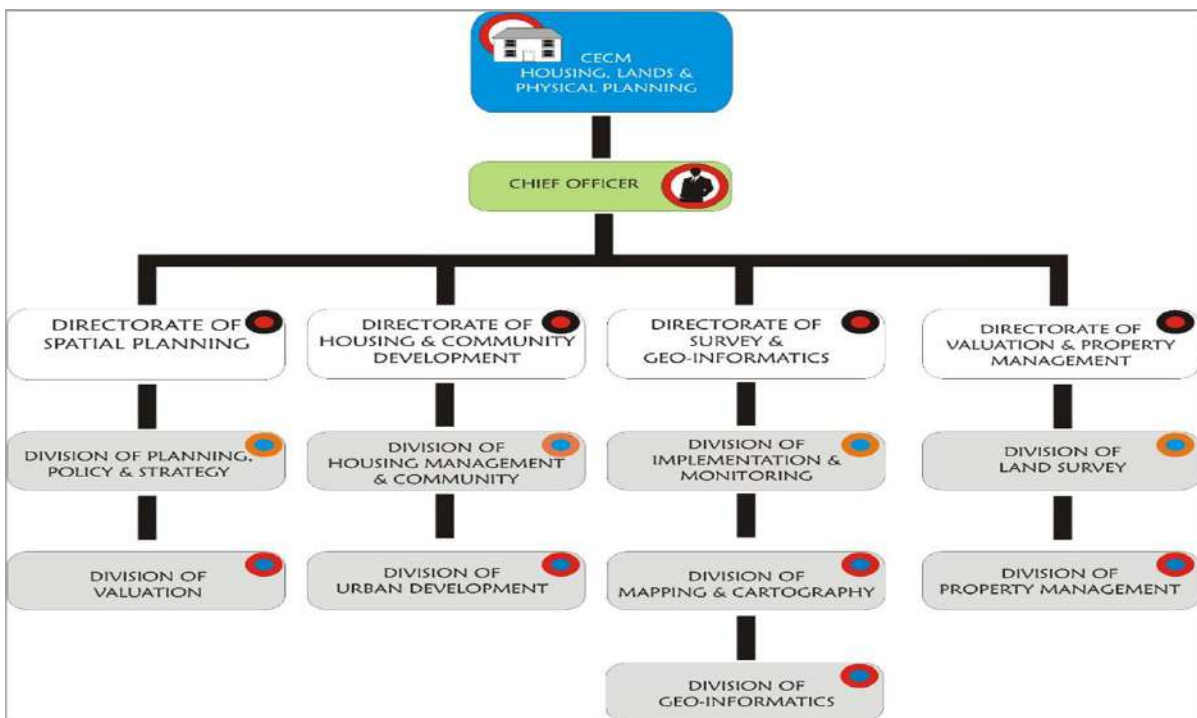 CECM
HOUSING, LANDS &
PHYSICAL PLANNING
CHIEF OFFICER
DIRECTORATE OF
SPATIAL PLANNING
DIRECTORATE OF
HOUSING & COMMUNITY
DEVELOPMENT
DIRECTORATE OF
SURVEY &
GEO-INFORMATICS
DIRECTORATE OF
VALUATION & PROPERTY
MANAGEMENT
DIVISION OF PLANNING,
POLICY & STRATEGY
DIVISION OF
HOUSING MANAGEMENT
& COMMUNITY
DIVISION OF
IMPLEMENTATION &
MONITORING
DIVISION OF
LAND SURVEY
DIVISION OF
VALUATION
DIVISION OF
URBAN DEVELOPMENT
DIVISION OF
MAPPING & CARTOGRAPHY
DIVISION OF
PROPERTY MANAGEMENT
DIVISION OF
GEO-INFORMATICS